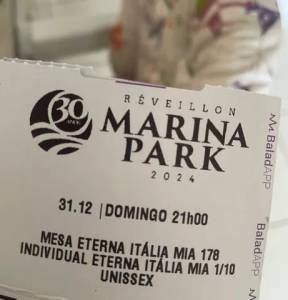 30
RÉVEILLON
MARINA
PARK
2024
31.12 | DOMINGO 21h00
MESA ETERNA ITÁLIA MIA 178
INDIVIDUAL ETERNA ITÁLIA MIA 1/10
UNISSEX
BaladAPP
BaladAPP